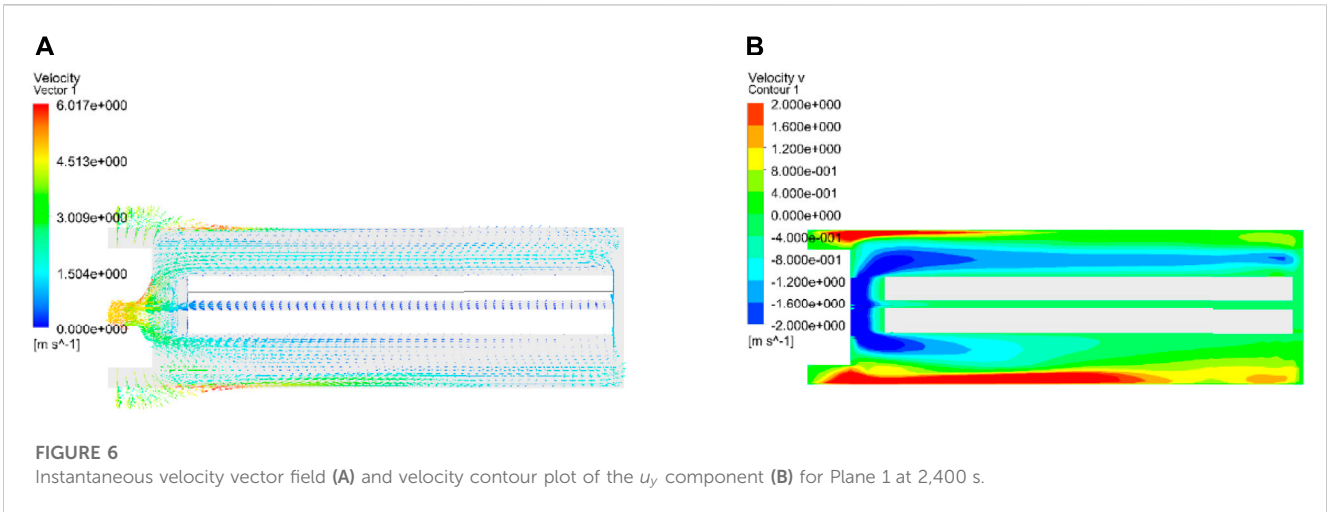 A
Velocity
Vector 1
6.017e+000
4.513e+000
3.009e+000
1.504e+000
0.000e+000
[m s^-1]
B
Velocity v
Contour 1
2.000e+000
1.600e+000
1.200e+000
8.000e-001
4.000e-001
0.000e+000
-4.000e-001
-8.000e-001
-1.200e+000
-1.600e+000
-2.000e+000
[m s^-1]
FIGURE 6
Instantaneous velocity vector field (A) and velocity contour plot of the uy component (B) for Plane 1 at 2,400 s.